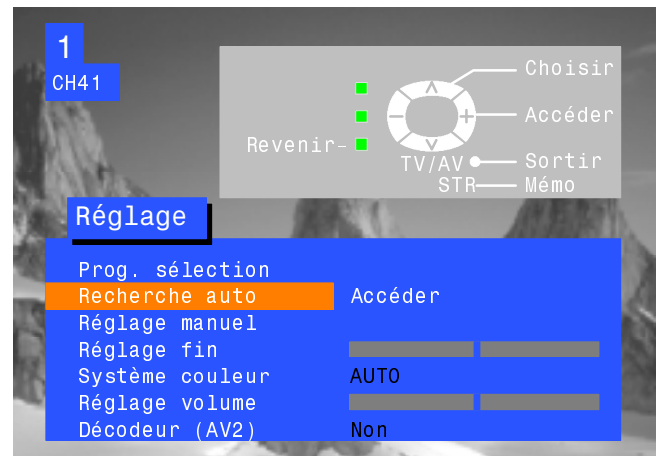 1
CH41
Choisir
Accéder
Revenir
TV/AV Sortir
STR Mémo
Réglage
Prog. sélection
Recherche auto Accéder
Réglage manuel
Réglage fin
Système couleur AUTO
Réglage volume
Décodeur (AV2) Non